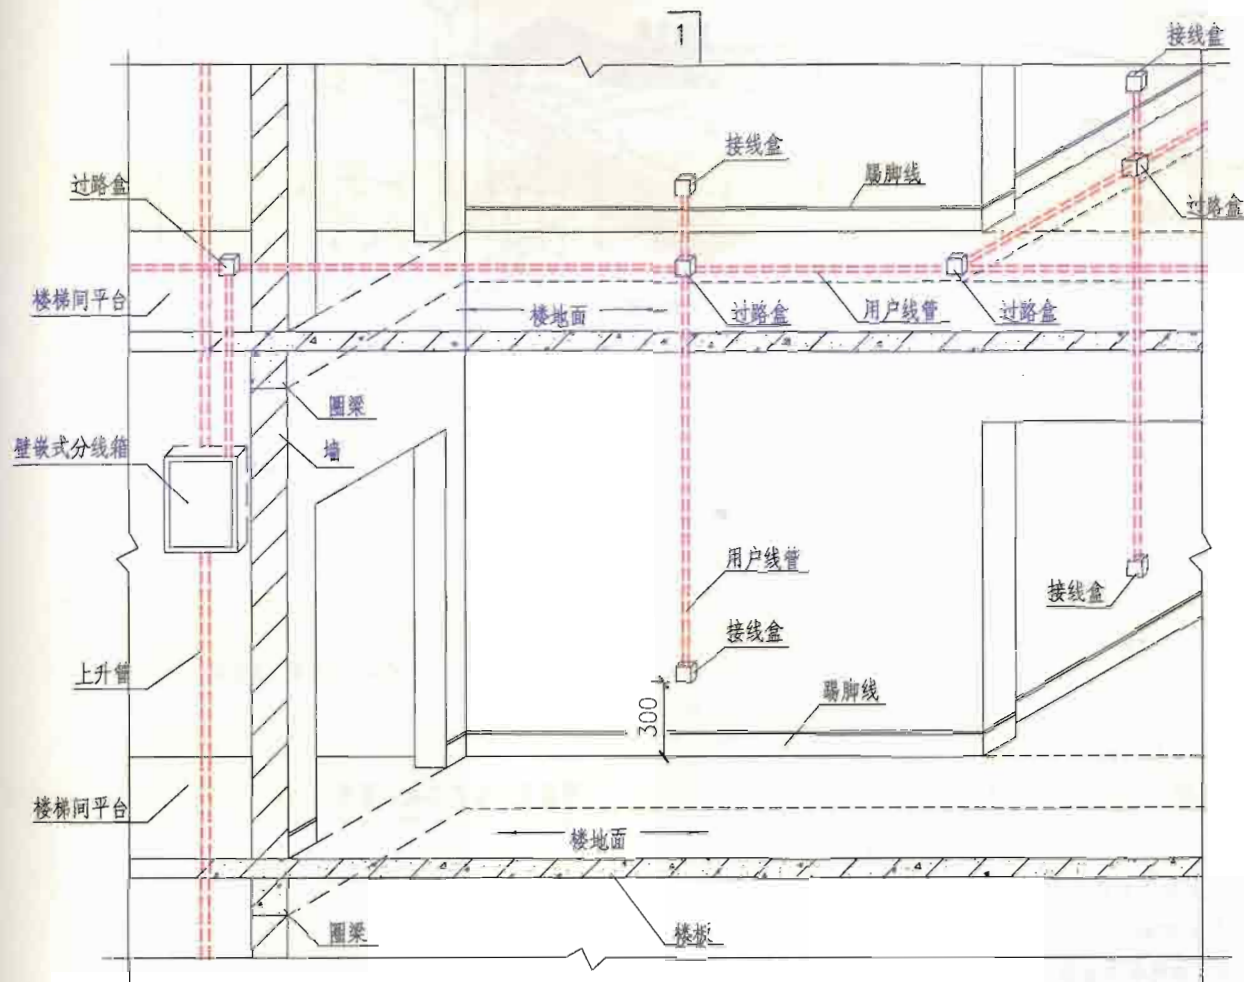 1
接线盒
接线盒
踢脚线
过路盒
过路盒
楼梯间平台
楼地面
过路盒
用户线管
过路盒
圈梁
壁嵌式分线箱
墙
用户线管
接线盒
接线盒
上升管
踢脚线
300
楼梯间平台
楼地面
圈梁
楼板